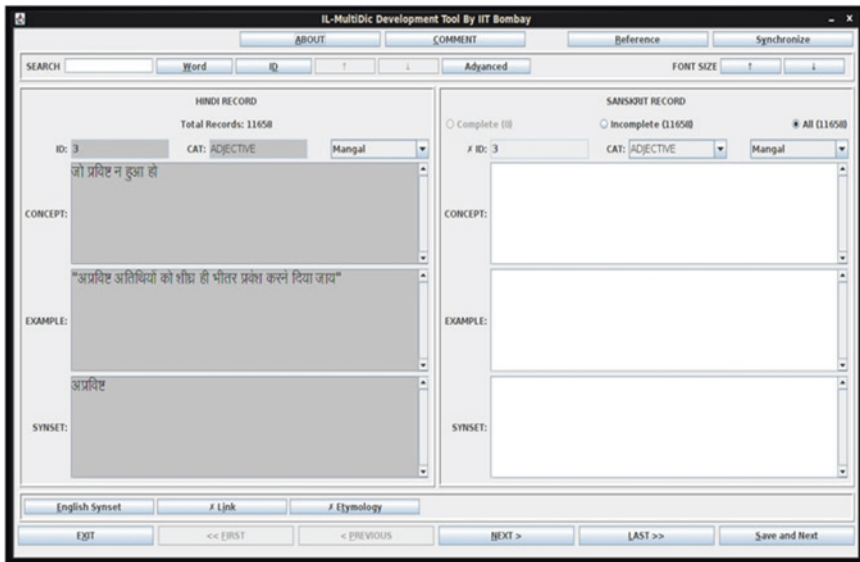 IL-MultiDic Development Tool By IIT Bombay
ABOUT COMMENT Reference Synchronize
SEARCH Word ID ↑ ↓ Advanced FONT SIZE ↑ ↓
HINDI RECORD
Total Records: 11658
ID: 3 CAT: ADJECTIVE Mangal
CONCEPT: जो प्रविष्ट न हुआ हो
EXAMPLE: "अप्रविष्ट अतिथियों को शीघ्र ही भीतर प्रवेश करने दिया जाय"
SYNSET: अप्रविष्ट
SANSKRIT RECORD
Complete (0) Incomplete (11658) All (11658)
✗ ID: 3 CAT: ADJECTIVE Mangal
CONCEPT:
EXAMPLE:
SYNSET:
English Synset ✗ Link ✗ Etymology
EXIT << FIRST < PREVIOUS NEXT > LAST >> Save and Next